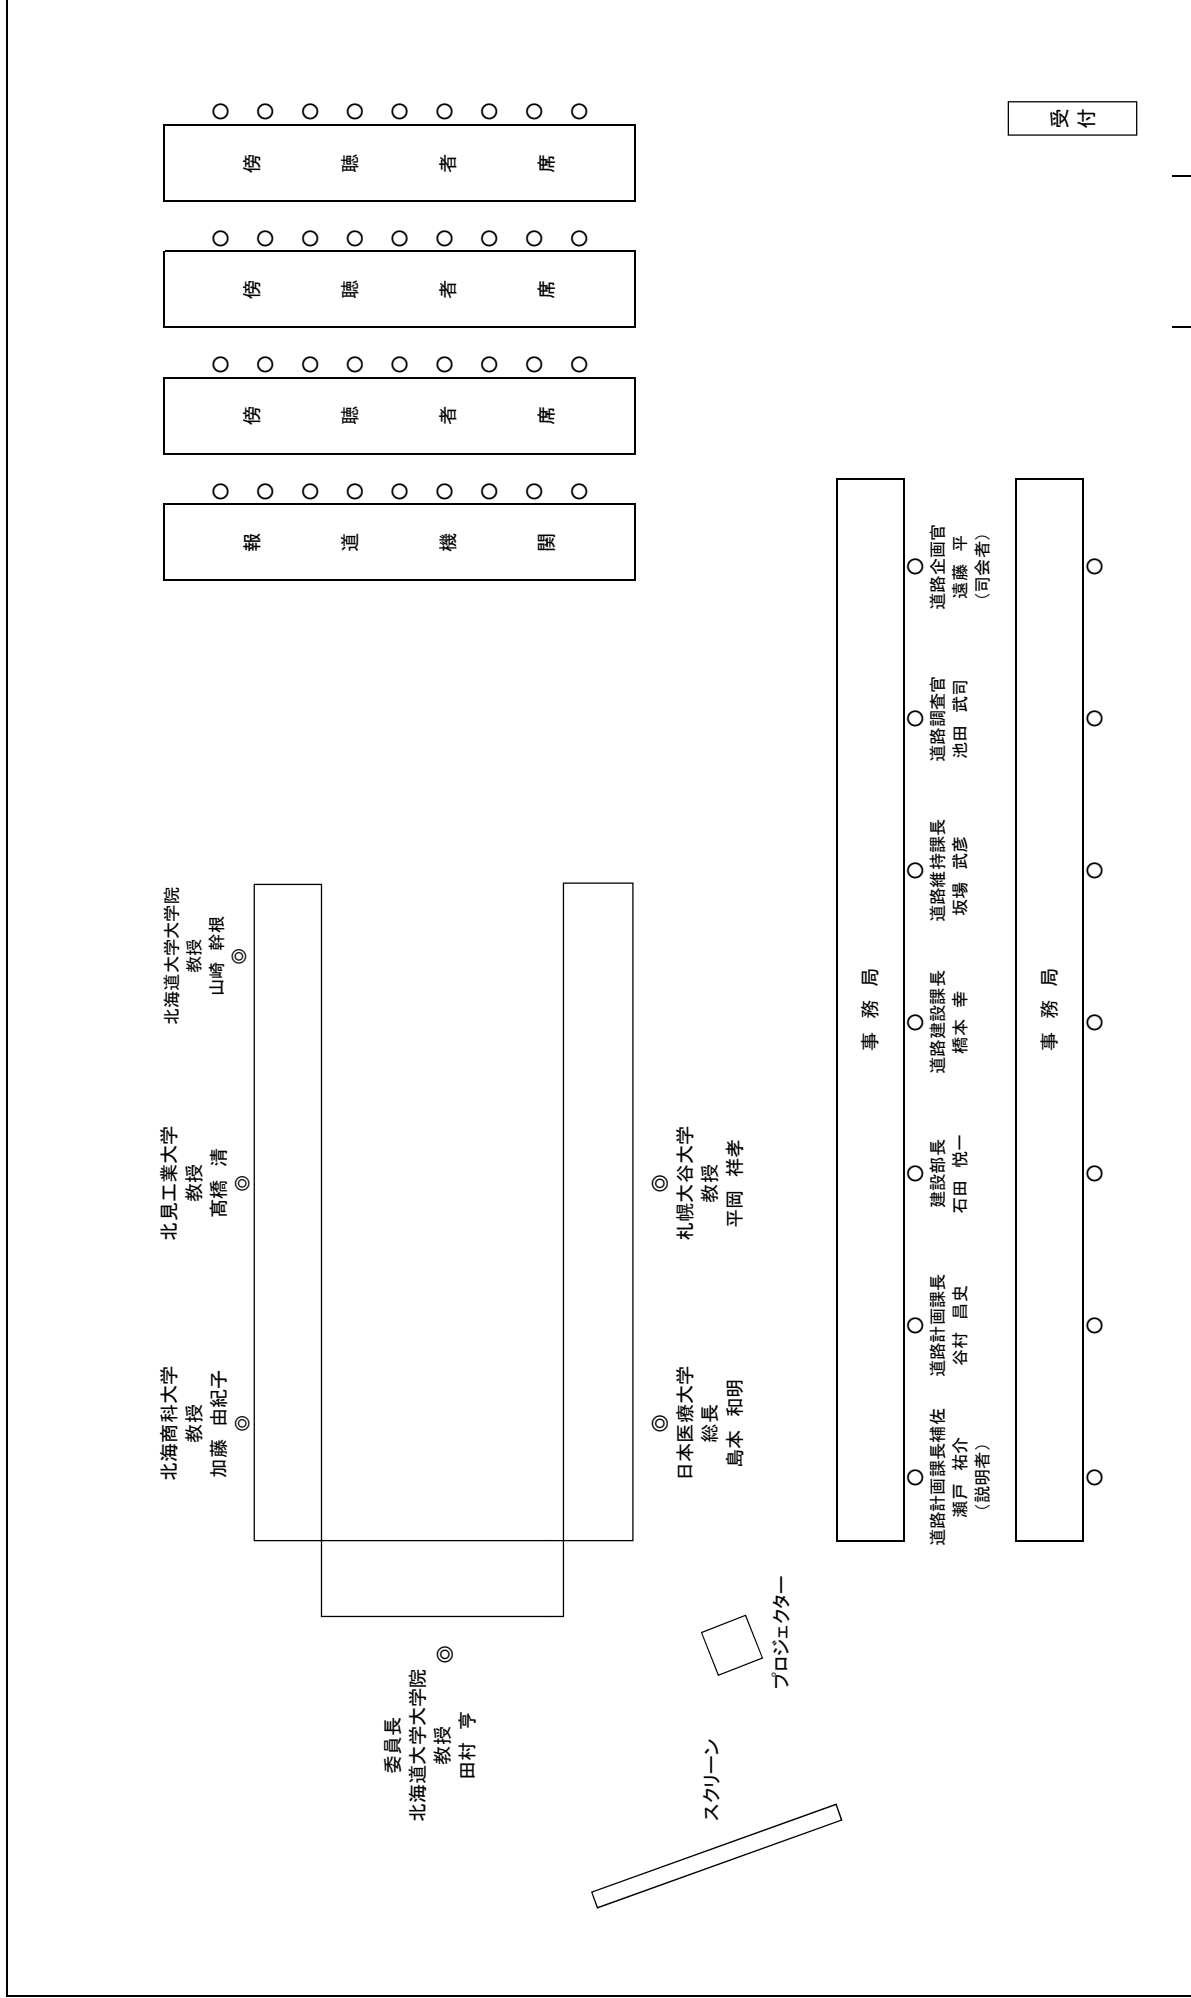 委員長
北海道大学大学院
教授
田村 亨
北海商科大学
教授
加藤 由紀子
北見工業大学
教授
髙橋 清
北海道大学大学院
教授
山崎 幹根
日本医療大学
総長
島本 和明
札幌大谷大学
教授
平岡 祥孝
スクリーン
プロジェクター
報道機関
傍聴者席
傍聴者席
傍聴者席
事務局
道路計画課長補佐
瀬戸 祐介
（説明者）
道路計画課長
谷村 昌史
建設部長
石田 悦一
道路建設課長
橋本 幸
道路維持課長
坂場 武彦
道路調査官
池田 武司
道路企画官
遠藤 平
（司会者）
事務局
受付